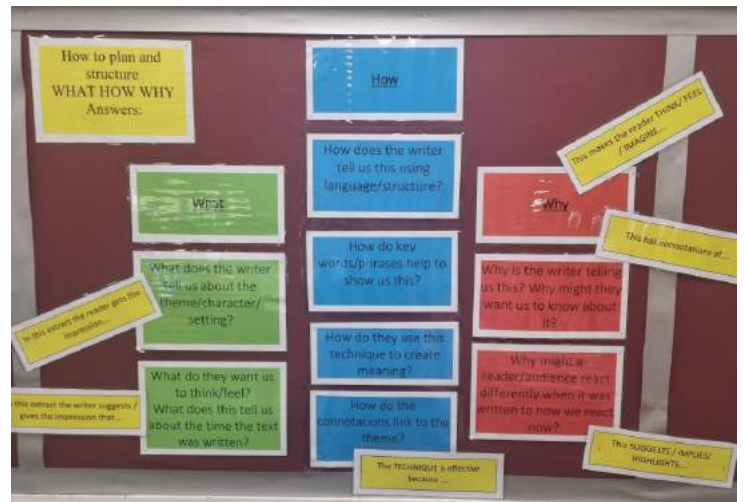 How to plan and
structure
WHAT HOW WHY
Answers:
How
How does the writer
tell us this using
language/structure?
How do key
words/phrases help to
show us this?
How do they use this
technique to create
meaning?
How do the
connotations link to the
theme?
The TECHNIQUE is effective
because ...
What
What does the writer
tell us about the
theme/character/
setting?
What do they want us
to think/feel?
What does this tell us
about the time the text
was written?
In this extract the reader gets the
impression...
this extract the writer suggests /
gives the impression that ...
Why
Why is the writer telling
us this? Why might they
want us to know about
it?
Why might a
reader/audience react
differently when it was
written to how we react
now?
This makes the reader THINK/ FEEL
/ IMAGINE...
This has connotations of...
This SUGGESTS / IMPLIES/
HIGHLIGHTS...